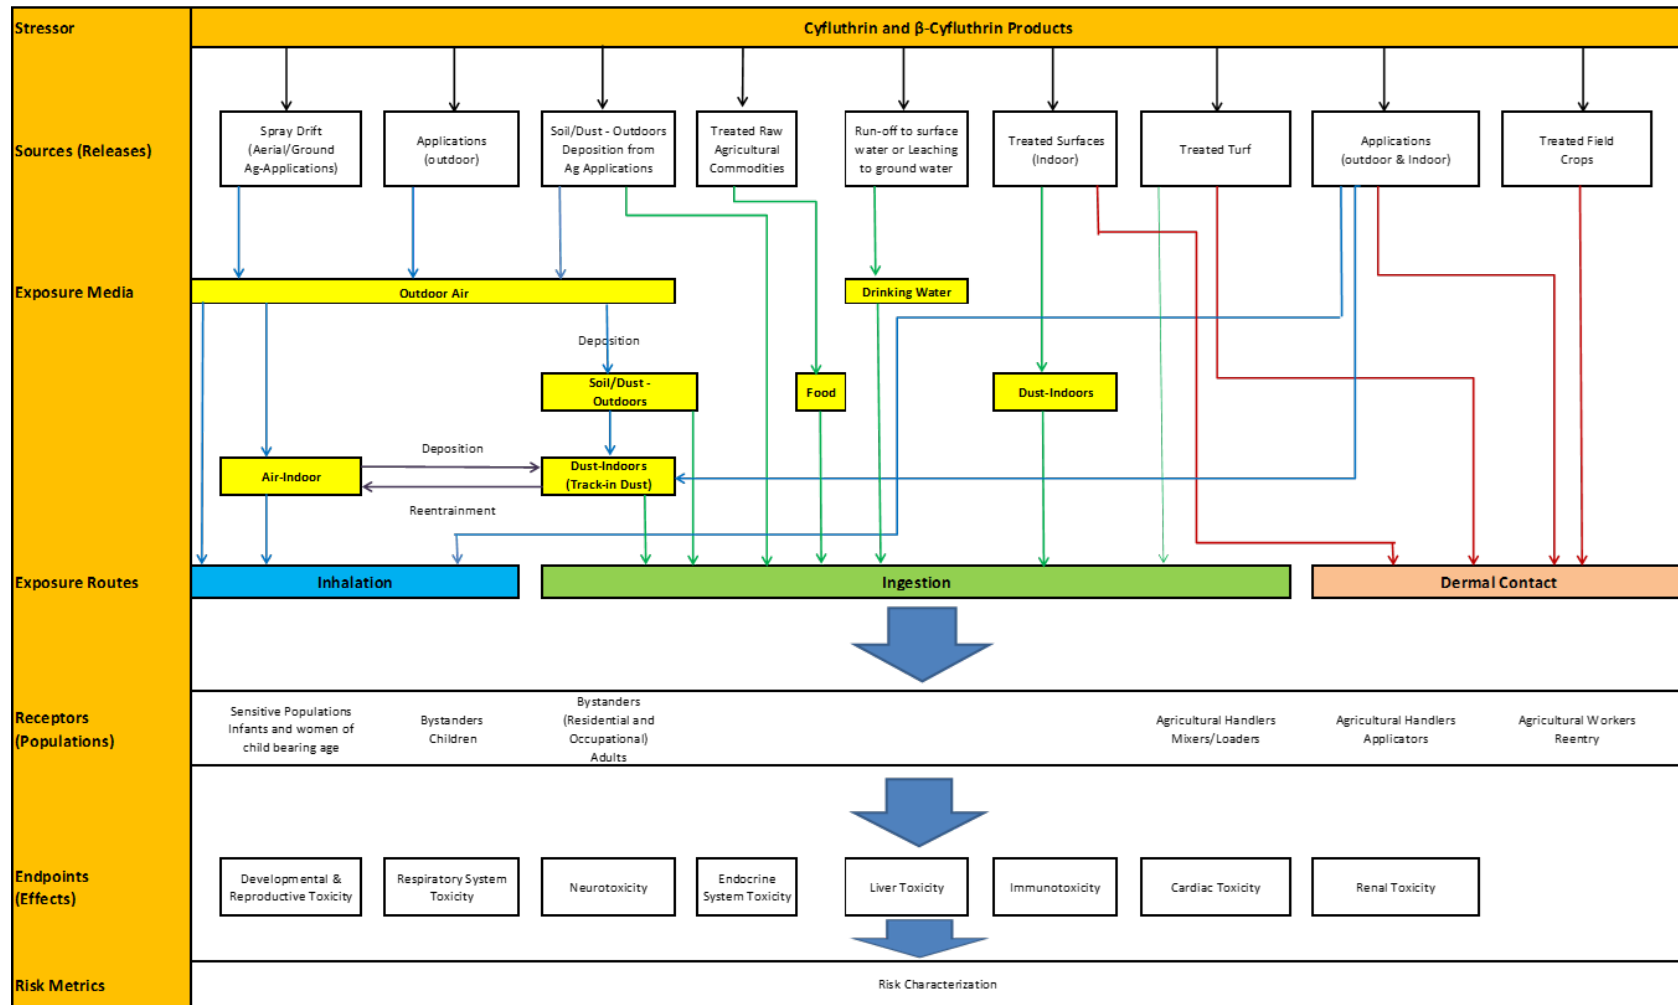 Stressor
Cyfluthrin and β-Cyfluthrin Products
Sources (Releases)
Spray Drift
(Aerial/Ground
Ag-Applications)
Applications
(outdoor)
Soil/Dust - Outdoors
Deposition from
Ag Applications
Treated Raw
Agricultural
Commodities
Run-off to surface
water or Leaching
to ground water
Treated Surfaces
(Indoor)
Treated Turf
Applications
(outdoor & Indoor)
Treated Field
Crops
Exposure Media
Outdoor Air
Drinking Water
Deposition
Soil/Dust -
Outdoors
Food
Dust-Indoors
Air-Indoor
Deposition
Reentrainment
Dust-Indoors
(Track-in Dust)
Exposure Routes
Inhalation
Ingestion
Dermal Contact
Receptors
(Populations)
Sensitive Populations
Infants and women of
child bearing age
Bystanders
Children
Bystanders
(Residential and
Occupational)
Adults
Agricultural Handlers
Mixers/Loaders
Agricultural Handlers
Applicators
Agricultural Workers
Reentry
Endpoints
(Effects)
Developmental &
Reproductive Toxicity
Respiratory System
Toxicity
Neurotoxicity
Endocrine
System Toxicity
Liver Toxicity
Immunotoxicity
Cardiac Toxicity
Renal Toxicity
Risk Metrics
Risk Characterization